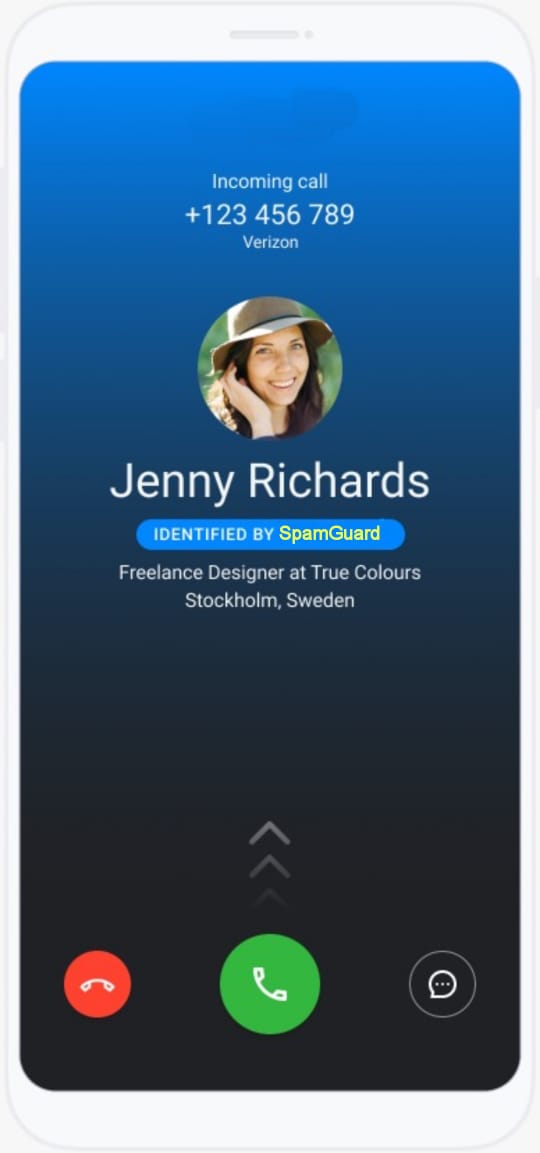 Incoming call
+123 456 789
Verizon
Jenny Richards
IDENTIFIED BY SpamGuard
Freelance Designer at True Colours
Stockholm, Sweden